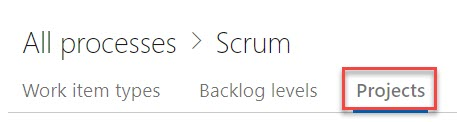 All processes > Scrum
Work item types Backlog levels Projects